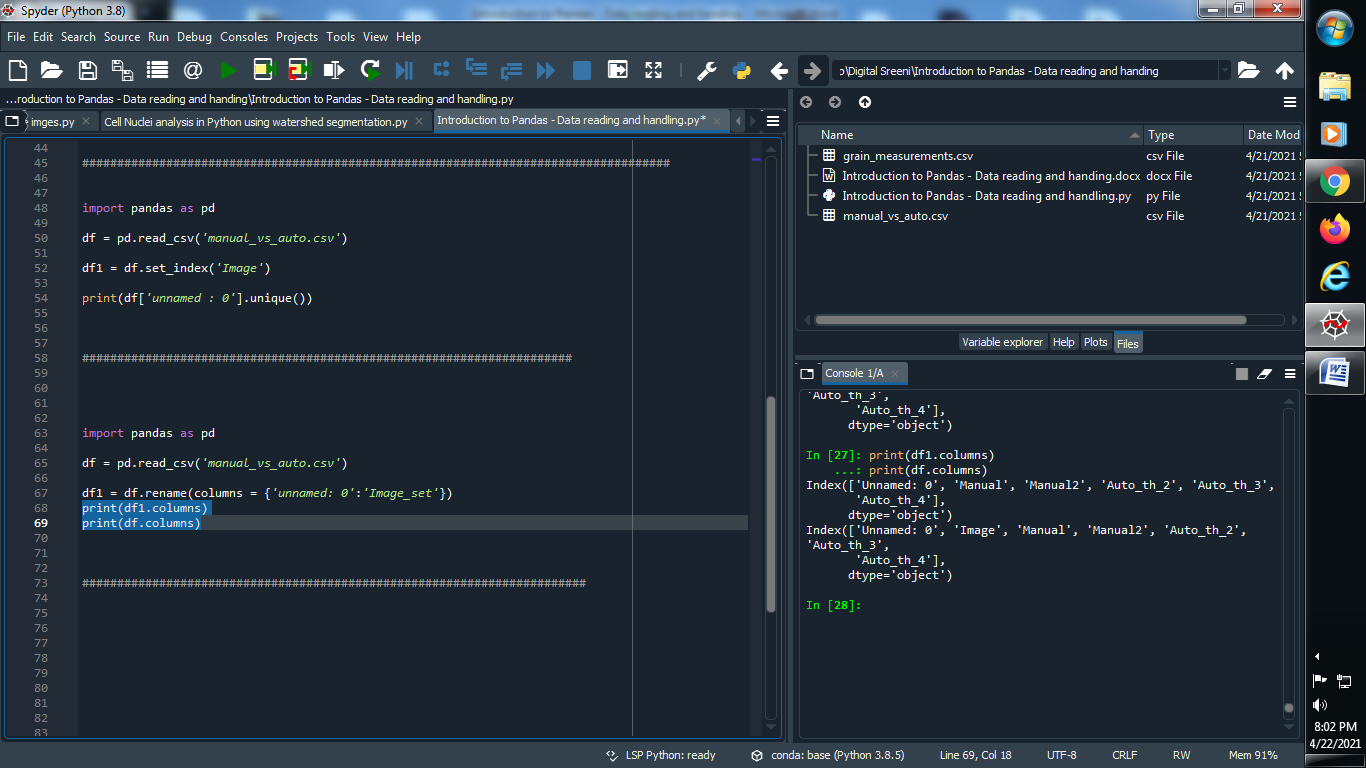 Spyder (Python 3.8)
File Edit Search Source Run Debug Consoles Projects Tools View Help
ɔ\Digital Sreeni\Introduction to Pandas - Data reading and handing
...roduction to Pandas - Data reading and handing\Introduction to Pandas - Data reading and handling.py
imges.py
Cell Nuclei analysis in Python using watershed segmentation.py
Introduction to Pandas - Data reading and handling.py*
44
45 ####################################################################################
46
47
48 import pandas as pd
49
50 df = pd.read_csv('manual_vs_auto.csv')
51
52 df1 = df.set_index('Image')
53
54 print(df['unnamed : 0'].unique())
55
56
57
58 ######################################################################
59
60
61
62
63 import pandas as pd
64
65 df = pd.read_csv('manual_vs_auto.csv')
66
67 df1 = df.rename(columns = {'unnamed: 0':'Image_set'})
68 print(df1.columns)
69 print(df.columns)
70
71
72
73 ########################################################################
74
75
76
77
78
79
80
81
82
83
Name Type Date Mod
grain_measurements.csv csv File 4/21/2021 5
Introduction to Pandas - Data reading and handing.docx docx File 4/21/2021 5
Introduction to Pandas - Data reading and handling.py py File 4/21/2021 5
manual_vs_auto.csv csv File 4/21/2021 5
Variable explorer Help Plots Files
Console 1/A
'Auto_th_3',
'Auto_th_4'],
dtype='object')
In [27]: print(df1.columns)
...: print(df.columns)
Index(['Unnamed: 0', 'Manual', 'Manual2', 'Auto_th_2', 'Auto_th_3',
'Auto_th_4'],
dtype='object')
Index(['Unnamed: 0', 'Image', 'Manual', 'Manual2', 'Auto_th_2',
'Auto_th_3',
'Auto_th_4'],
dtype='object')
In [28]:
LSP Python: ready conda: base (Python 3.8.5) Line 69, Col 18 UTF-8 CRLF RW Mem 91%
8:02 PM
4/22/2021